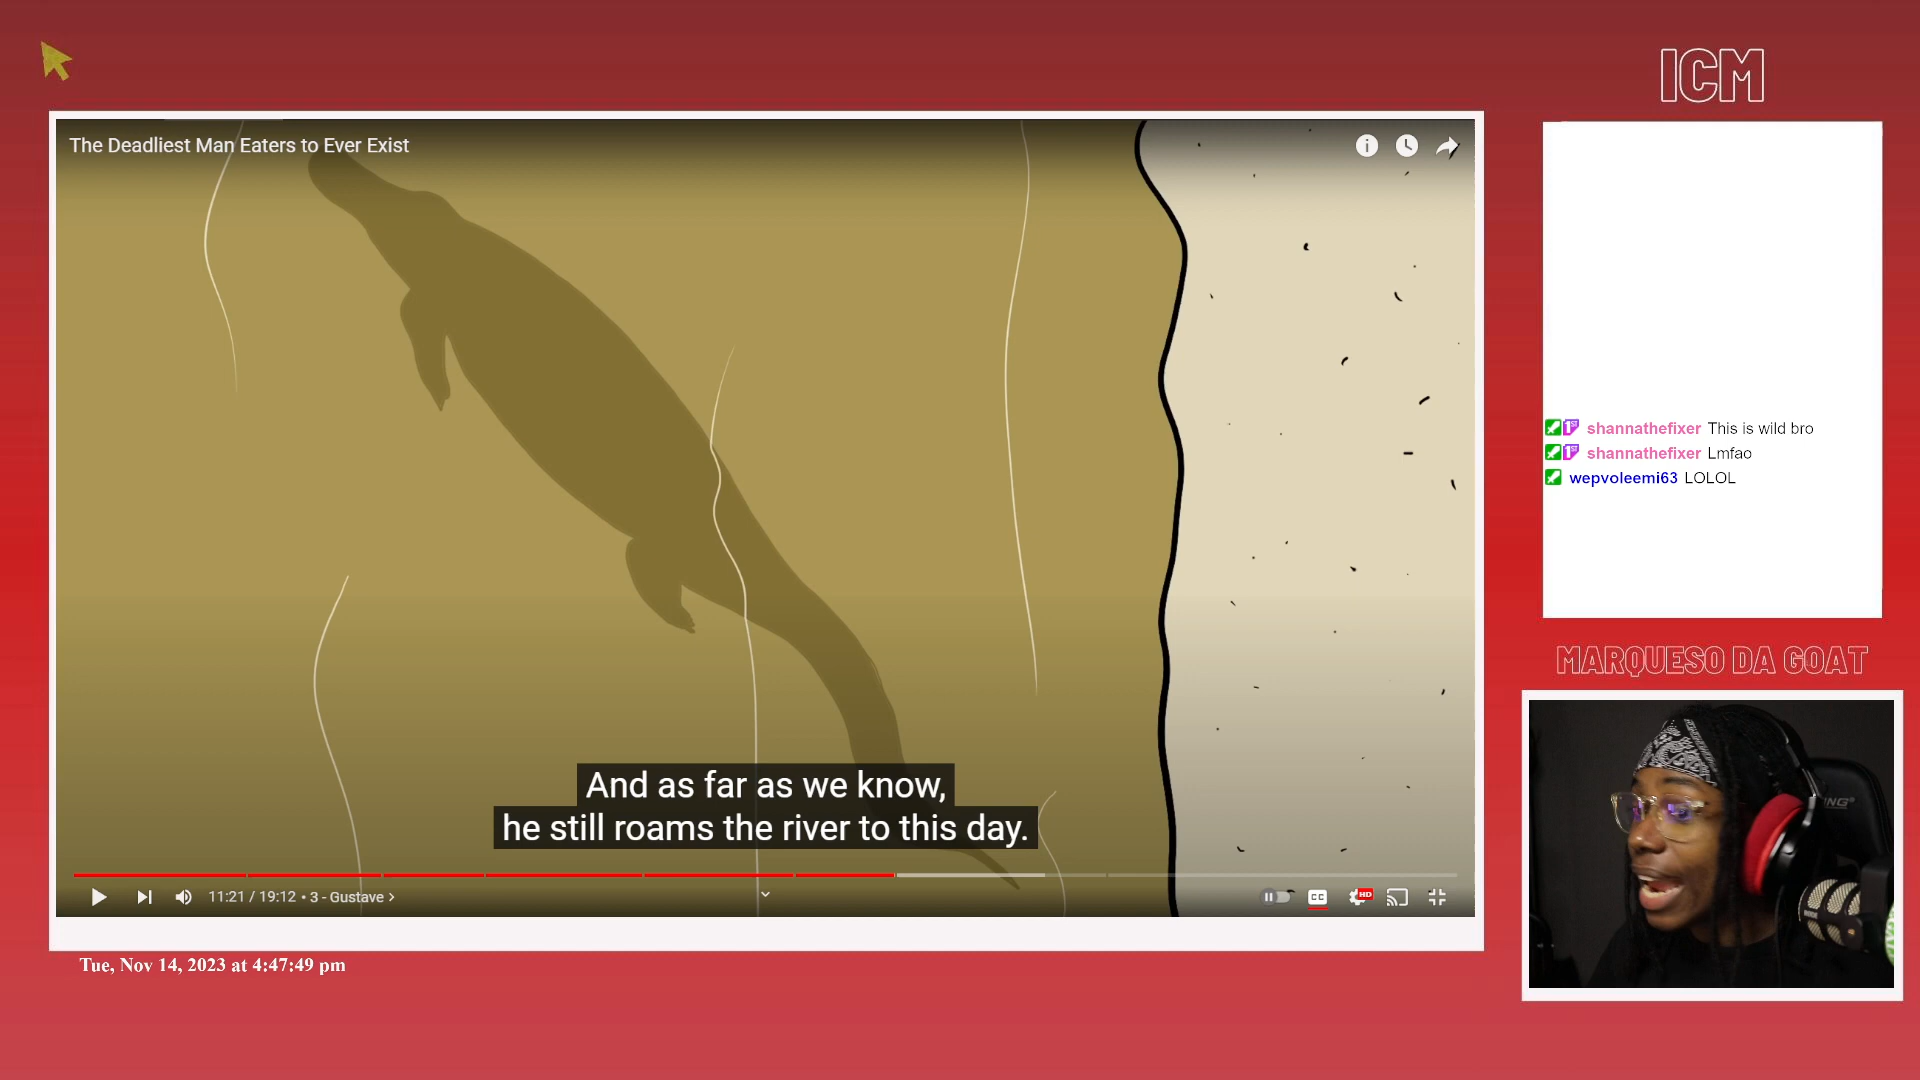 ICM
The Deadliest Man Eaters to Ever Exist
shannathefixer This is wild bro
shannathefixer Lmfao
wepvoleemi63 LOLOL
MARQUESO DA GOAT
And as far as we know,
he still roams the river to this day.
11:21 / 19:12 • 3 - Gustave
CC
HD
Tue, Nov 14, 2023 at 4:47:49 pm